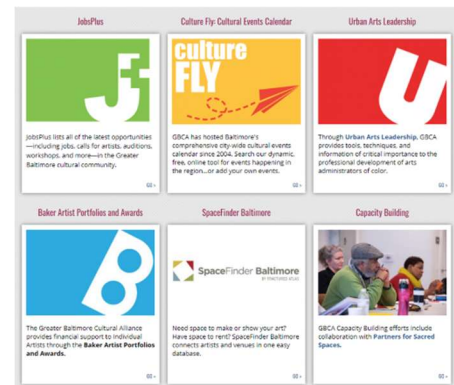 JobsPlus
Culture Fly: Cultural Events Calendar
Urban Arts Leadership
J+
culture
FLY
U
JobsPlus lists all of the latest opportunities
—including jobs, calls for artists, auditions,
workshops, and more—in the Greater
Baltimore cultural community.
GO »
GBCA has hosted Baltimore's
comprehensive city-wide cultural events
calendar since 2004. Search our dynamic,
free, online tool for events happening in
the region...or add your own events.
GO »
Through Urban Arts Leadership, GBCA
provides tools, techniques, and
information of critical importance to the
professional development of arts
administrators of color.
GO »
Baker Artist Portfolios and Awards
SpaceFinder Baltimore
Capacity Building
B
SpaceFinder Baltimore
BY FRACTURED ATLAS
The Greater Baltimore Cultural Alliance
provides financial support to individual
Artists through the Baker Artist Portfolios
and Awards.
GO »
Need space to make or show your art?
Have space to rent? SpaceFinder Baltimore
connects artists and venues in one easy
database.
GO »
GBCA Capacity Building efforts include
collaboration with Partners for Sacred
Spaces.
GO »